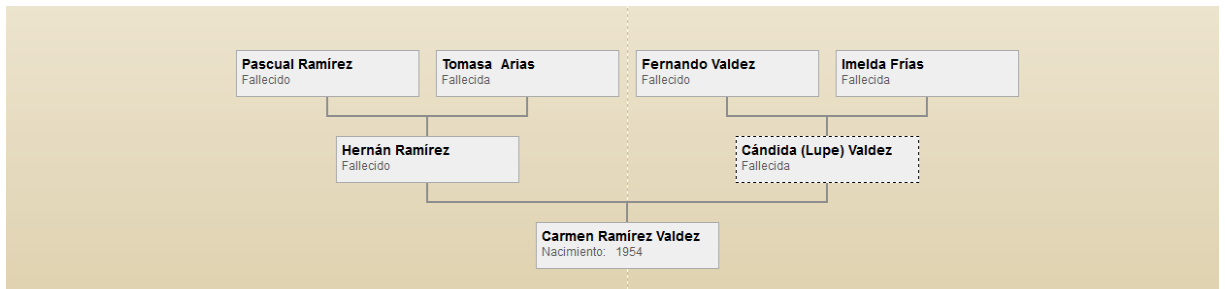 Pascual Ramírez
Fallecido
Tomasa Arias
Fallecida
Fernando Valdez
Fallecido
Imelda Frías
Fallecida
Hernán Ramírez
Fallecido
Cándida (Lupe) Valdez
Fallecida
Carmen Ramírez Valdez
Nacimiento: 1954